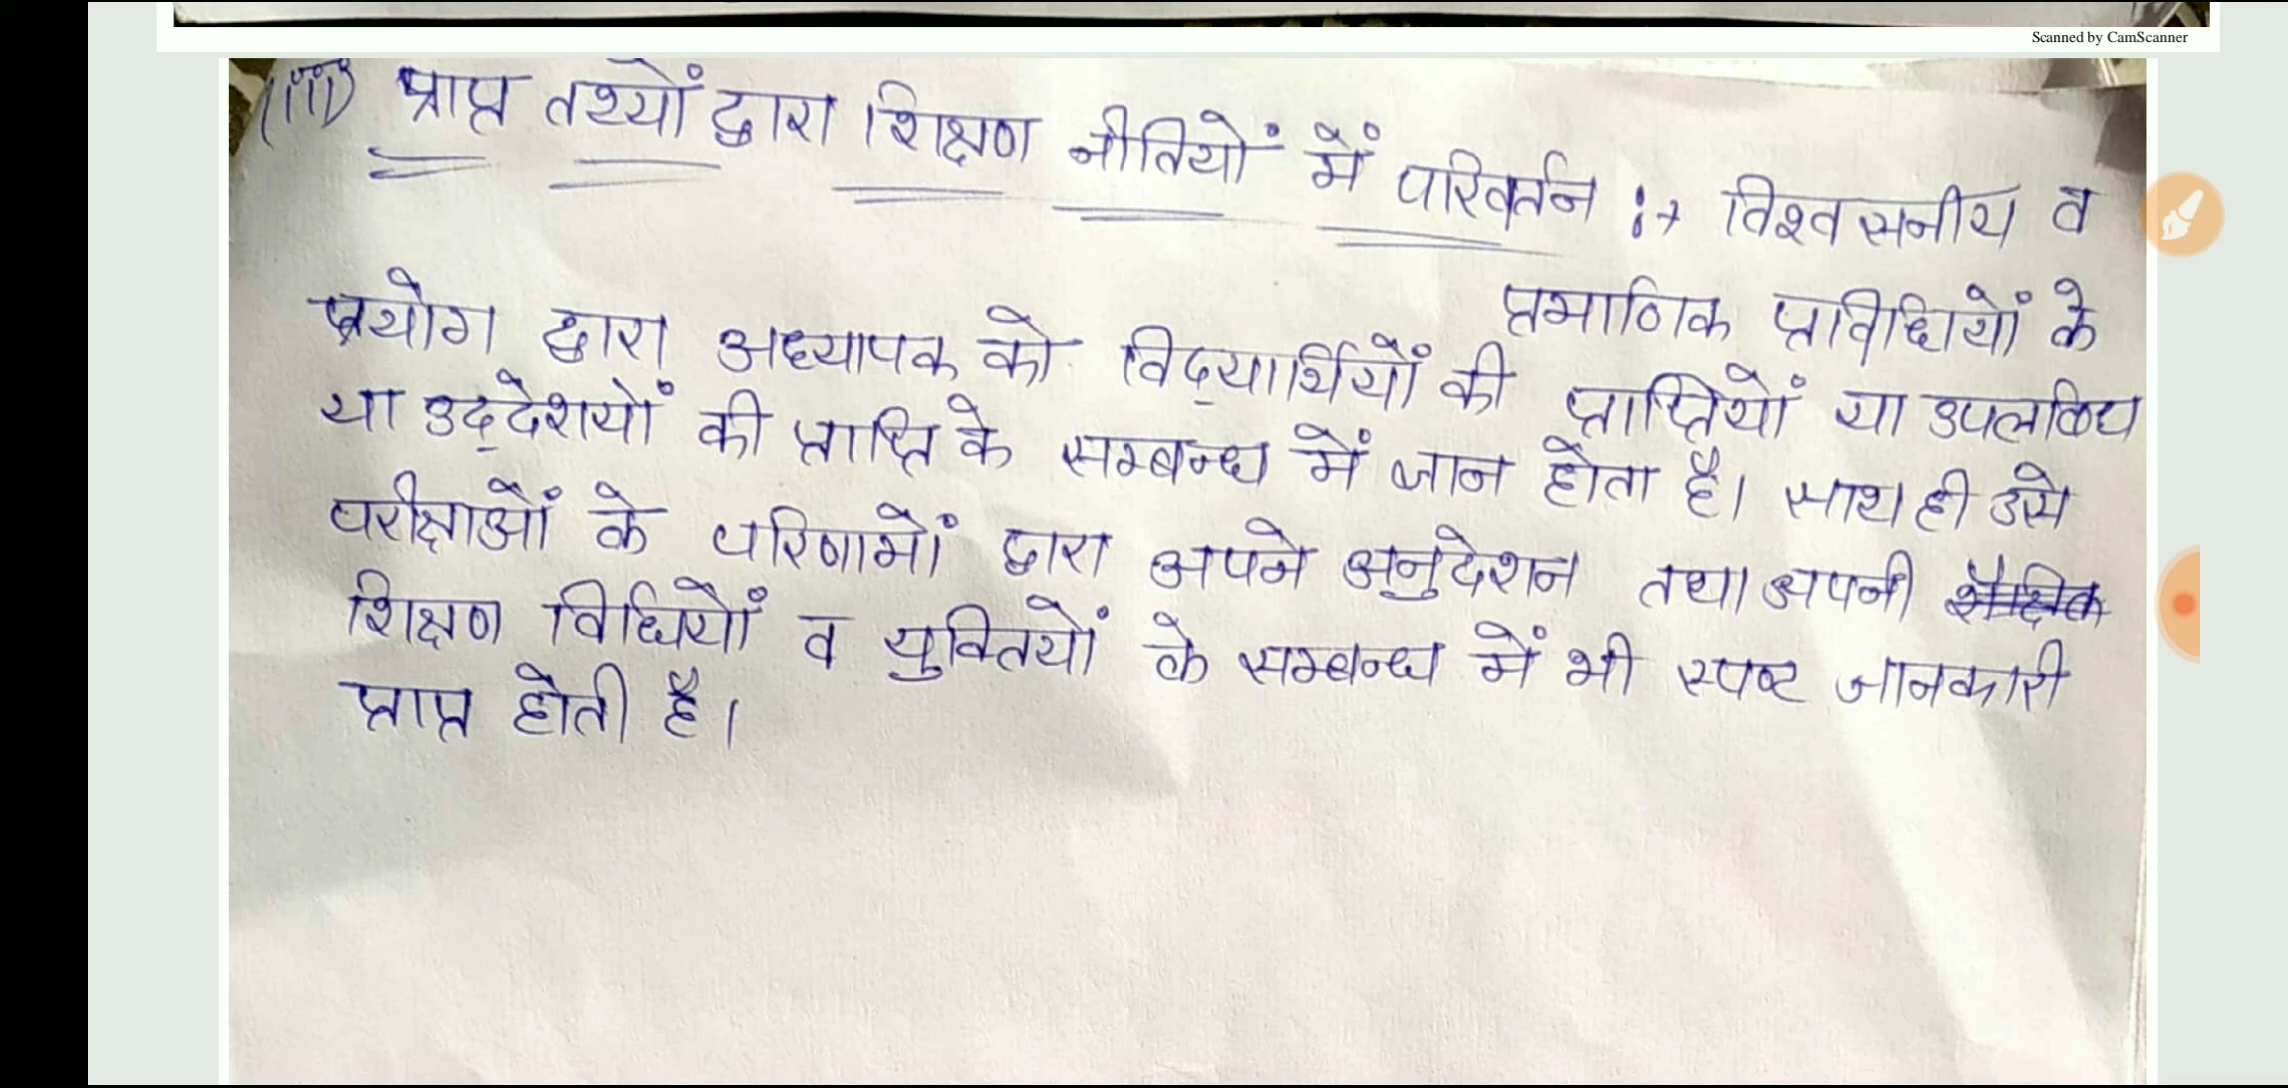 Scanned by CamScanner
(iii) प्राप्त तथ्यों द्वारा शिक्षण नीतियों में परिवर्तन :→ विश्वसनीय व
प्रमाणिक प्रविधियों के
प्रयोग द्वारा अध्यापक को विद्यार्थियों की प्राप्तियों या उपलब्धि
या उद्देशयों की प्राप्ति के सम्बन्ध में ज्ञान होता है। साथ ही उसे
परीक्षाओं के परिणामों द्वारा अपने अनुदेशन तथा अपनी शैक्षिक
शिक्षण विधियों व युक्तियों के सम्बन्ध में भी स्पष्ट जानकारी
प्राप्त होती है।